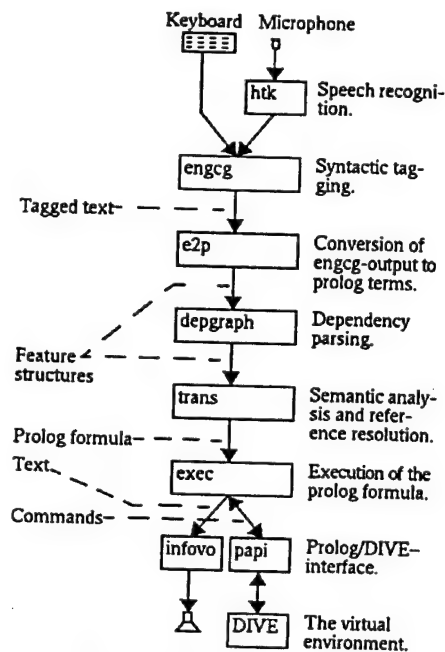 Keyboard Microphone
htk
Speech recogni-
tion.
engcg
Syntactic tag-
ging.
Tagged text
e2p
Conversion of
engcg-output to
prolog terms.
depgraph
Dependency
parsing.
Feature
structures
trans
Semantic analy-
sis and refer-
ence resolution.
Prolog formula
Text
exec
Execution of the
prolog formula.
Commands
infovo
papi
Prolog/DIVE–
interface.
DIVE
The virtual
environment.